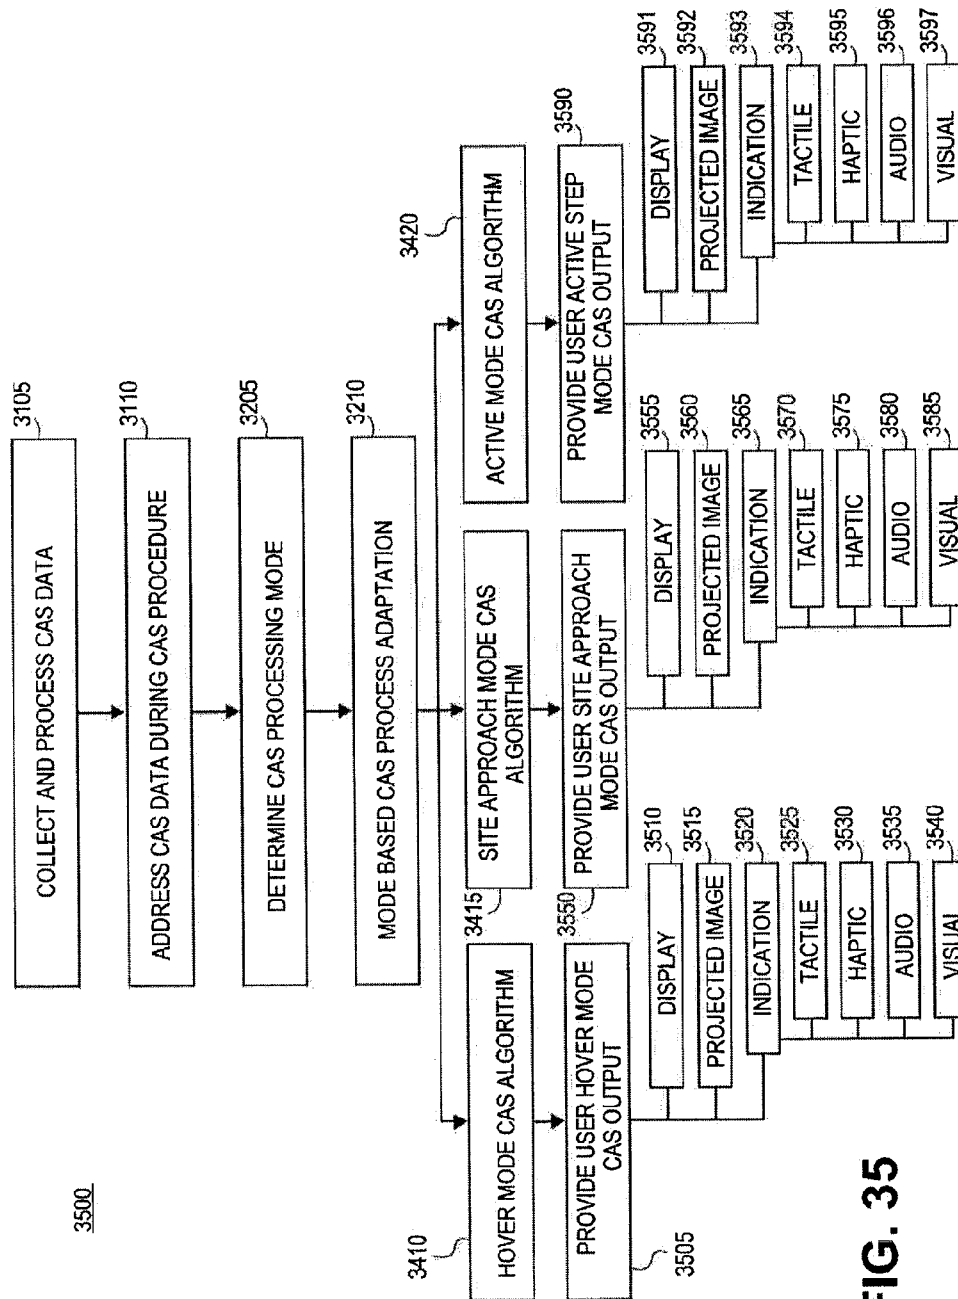 3500
COLLECT AND PROCESS CAS DATA
3105
ADDRESS CAS DATA DURING CAS PROCEDURE
3110
DETERMINE CAS PROCESSING MODE
3205
MODE BASED CAS PROCESS ADAPTATION
3210
3410
HOVER MODE CAS ALGORITHM
3415
SITE APPROACH MODE CAS
ALGORITHM
3420
ACTIVE MODE CAS ALGORITHM
3505
PROVIDE USER HOVER MODE
CAS OUTPUT
3550
PROVIDE USER SITE APPROACH
MODE CAS OUTPUT
3590
PROVIDE USER ACTIVE STEP
MODE CAS OUTPUT
DISPLAY
3510
PROJECTED IMAGE
3515
INDICATION
3520
TACTILE
3525
HAPTIC
3530
AUDIO
3535
VISUAL
3540
DISPLAY
3555
PROJECTED IMAGE
3560
INDICATION
3565
TACTILE
3570
HAPTIC
3575
AUDIO
3580
VISUAL
3585
DISPLAY
3591
PROJECTED IMAGE
3592
INDICATION
3593
TACTILE
3594
HAPTIC
3595
AUDIO
3596
VISUAL
3597
FIG. 35